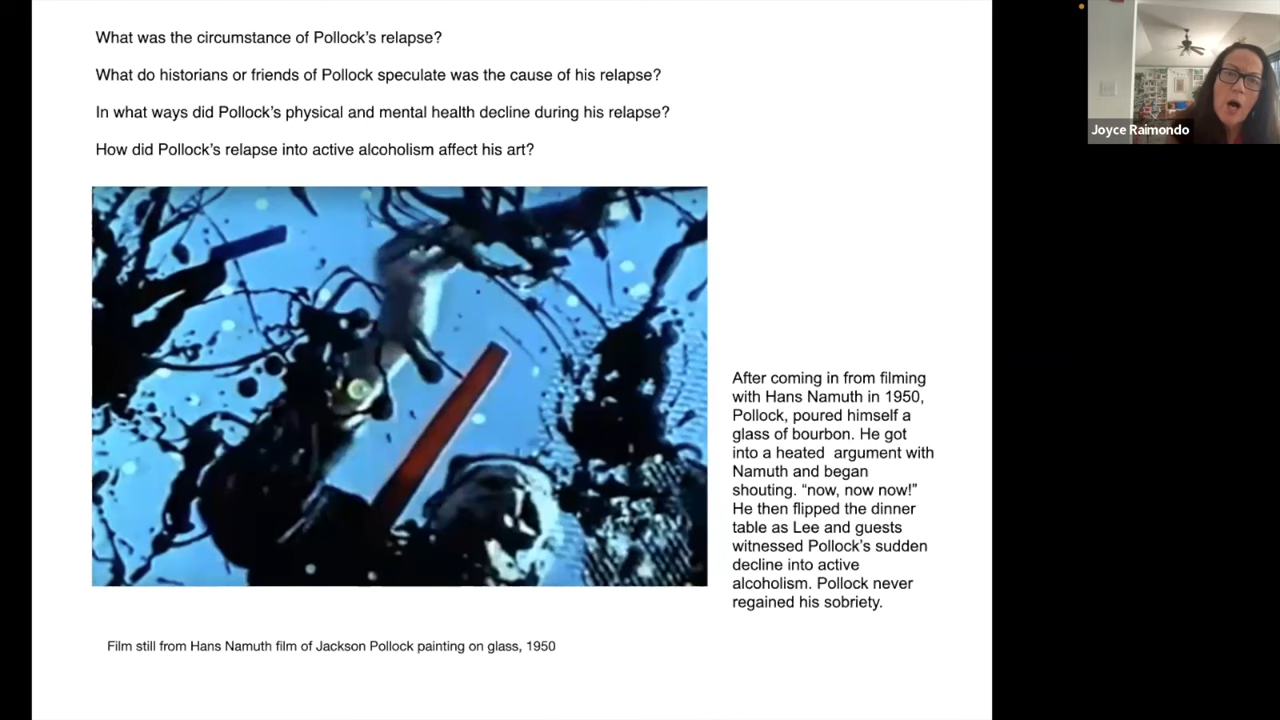 What was the circumstance of Pollock’s relapse?
What do historians or friends of Pollock speculate was the cause of his relapse?
In what ways did Pollock’s physical and mental health decline during his relapse?
How did Pollock’s relapse into active alcoholism affect his art?
After coming in from filming
with Hans Namuth in 1950,
Pollock, poured himself a
glass of bourbon. He got
into a heated  argument with
Namuth and began
shouting. “now, now now!”
He then flipped the dinner
table as Lee and guests
witnessed Pollock’s sudden
decline into active
alcoholism. Pollock never
regained his sobriety.
Film still from Hans Namuth film of Jackson Pollock painting on glass, 1950
Joyce Raimondo